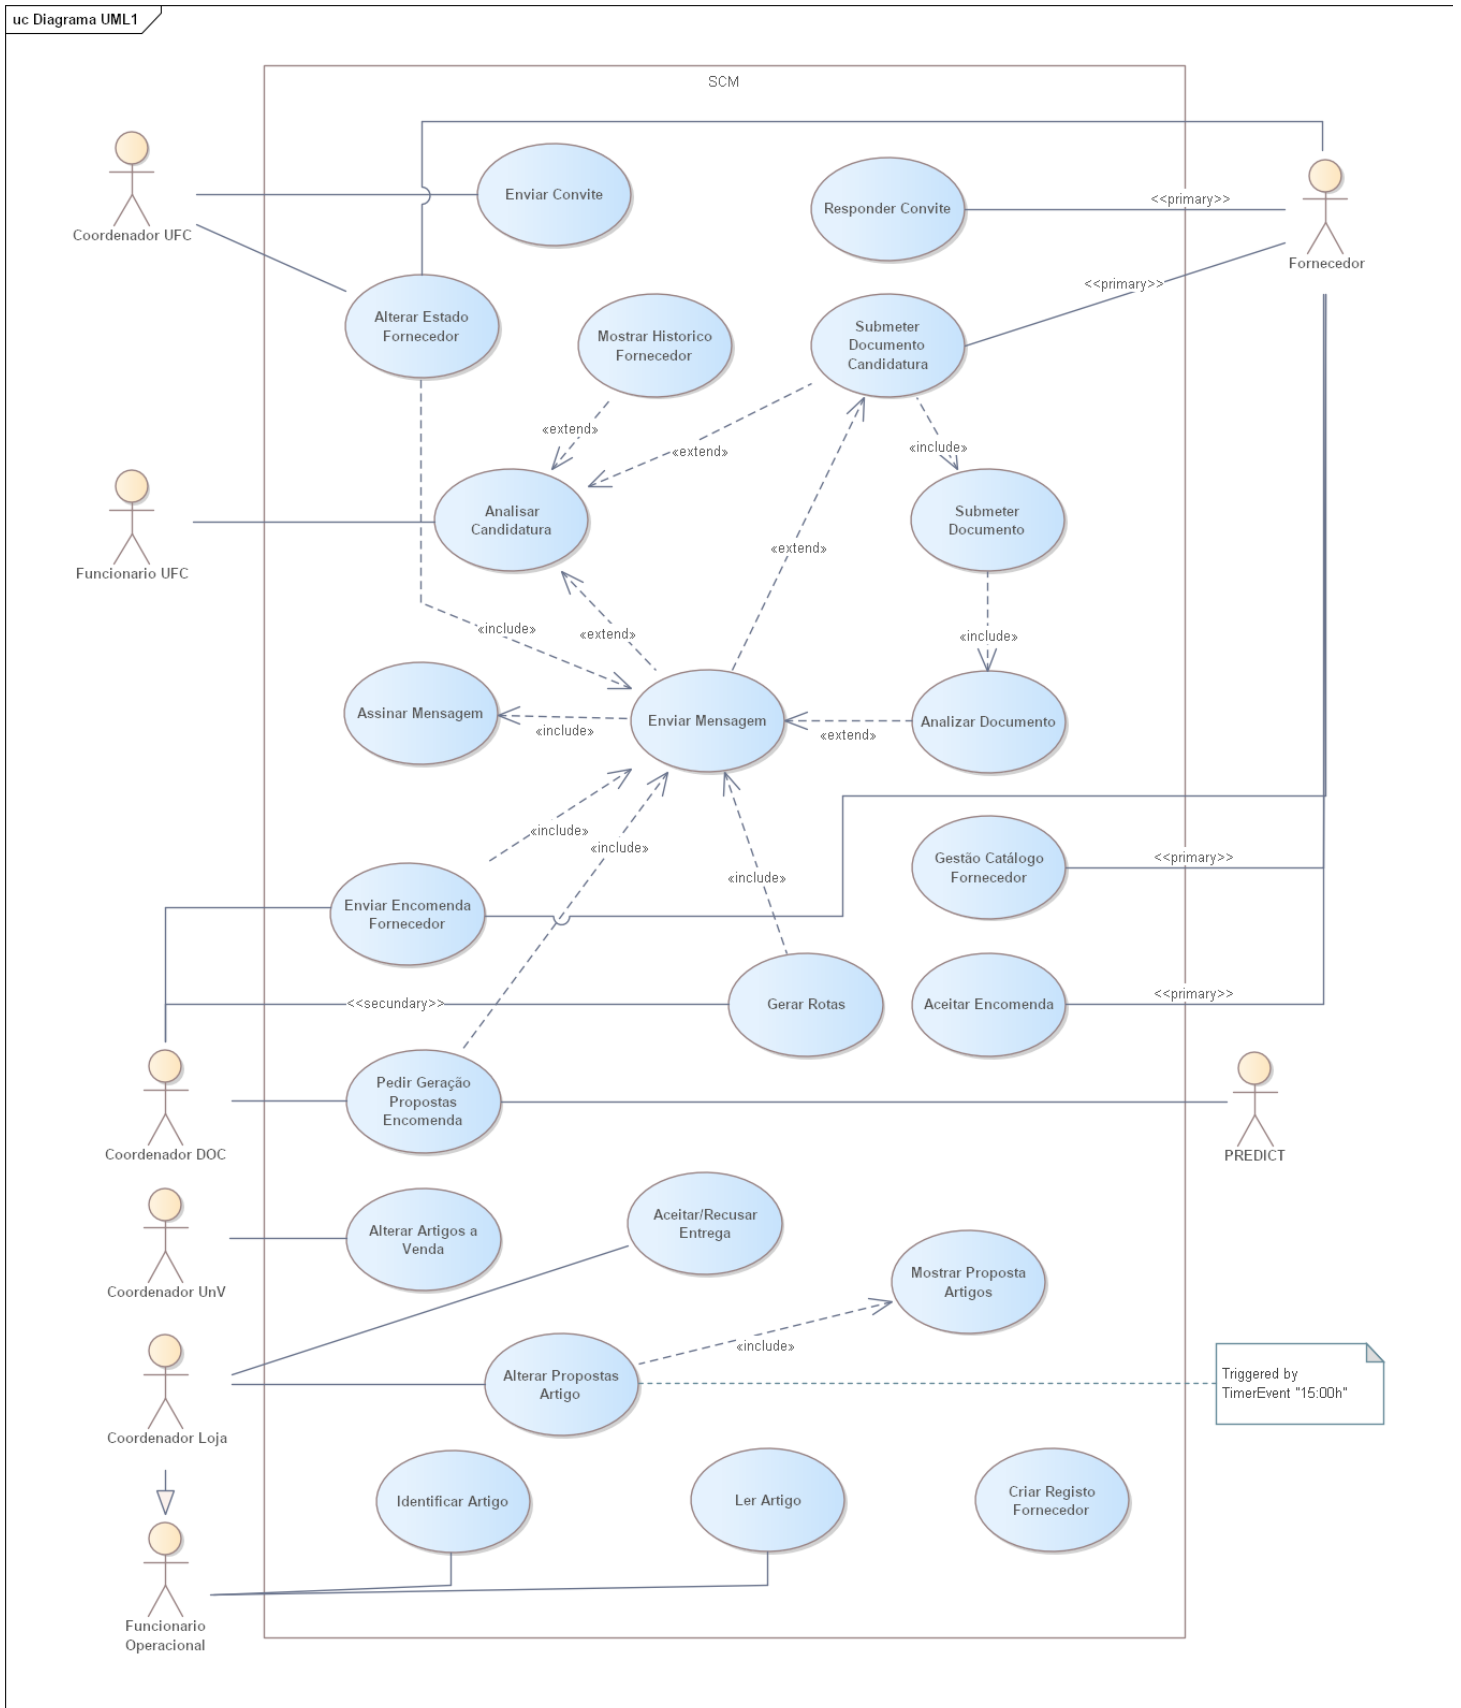 uc Diagrama UML1
SCM
Enviar Convite
Responder Convite
<<primary>>
Coordenador UFC
Fornecedor
<<primary>>
Alterar Estado
Fornecedor
Mostrar Historico
Fornecedor
Submeter
Documento
Candidatura
«extend»
«extend»
«include»
Analisar
Candidatura
Submeter
Documento
Funcionario UFC
«extend»
«include»
«extend»
«include»
Assinar Mensagem
Enviar Mensagem
Analizar Documento
«include»
«extend»
«include»
«include»
«include»
Gestão Catálogo
Fornecedor
<<primary>>
Enviar Encomenda
Fornecedor
<<secundary>>
Gerar Rotas
Aceitar Encomenda
<<primary>>
Pedir Geração
Propostas
Encomenda
Coordenador DOC
PREDICT
Alterar Artigos a
Venda
Aceitar/Recusar
Entrega
Coordenador UnV
Mostrar Proposta
Artigos
«include»
Alterar Propostas
Artigo
Triggered by
TimerEvent "15:00h"
Coordenador Loja
Identificar Artigo
Ler Artigo
Criar Registo
Fornecedor
Funcionario
Operacional